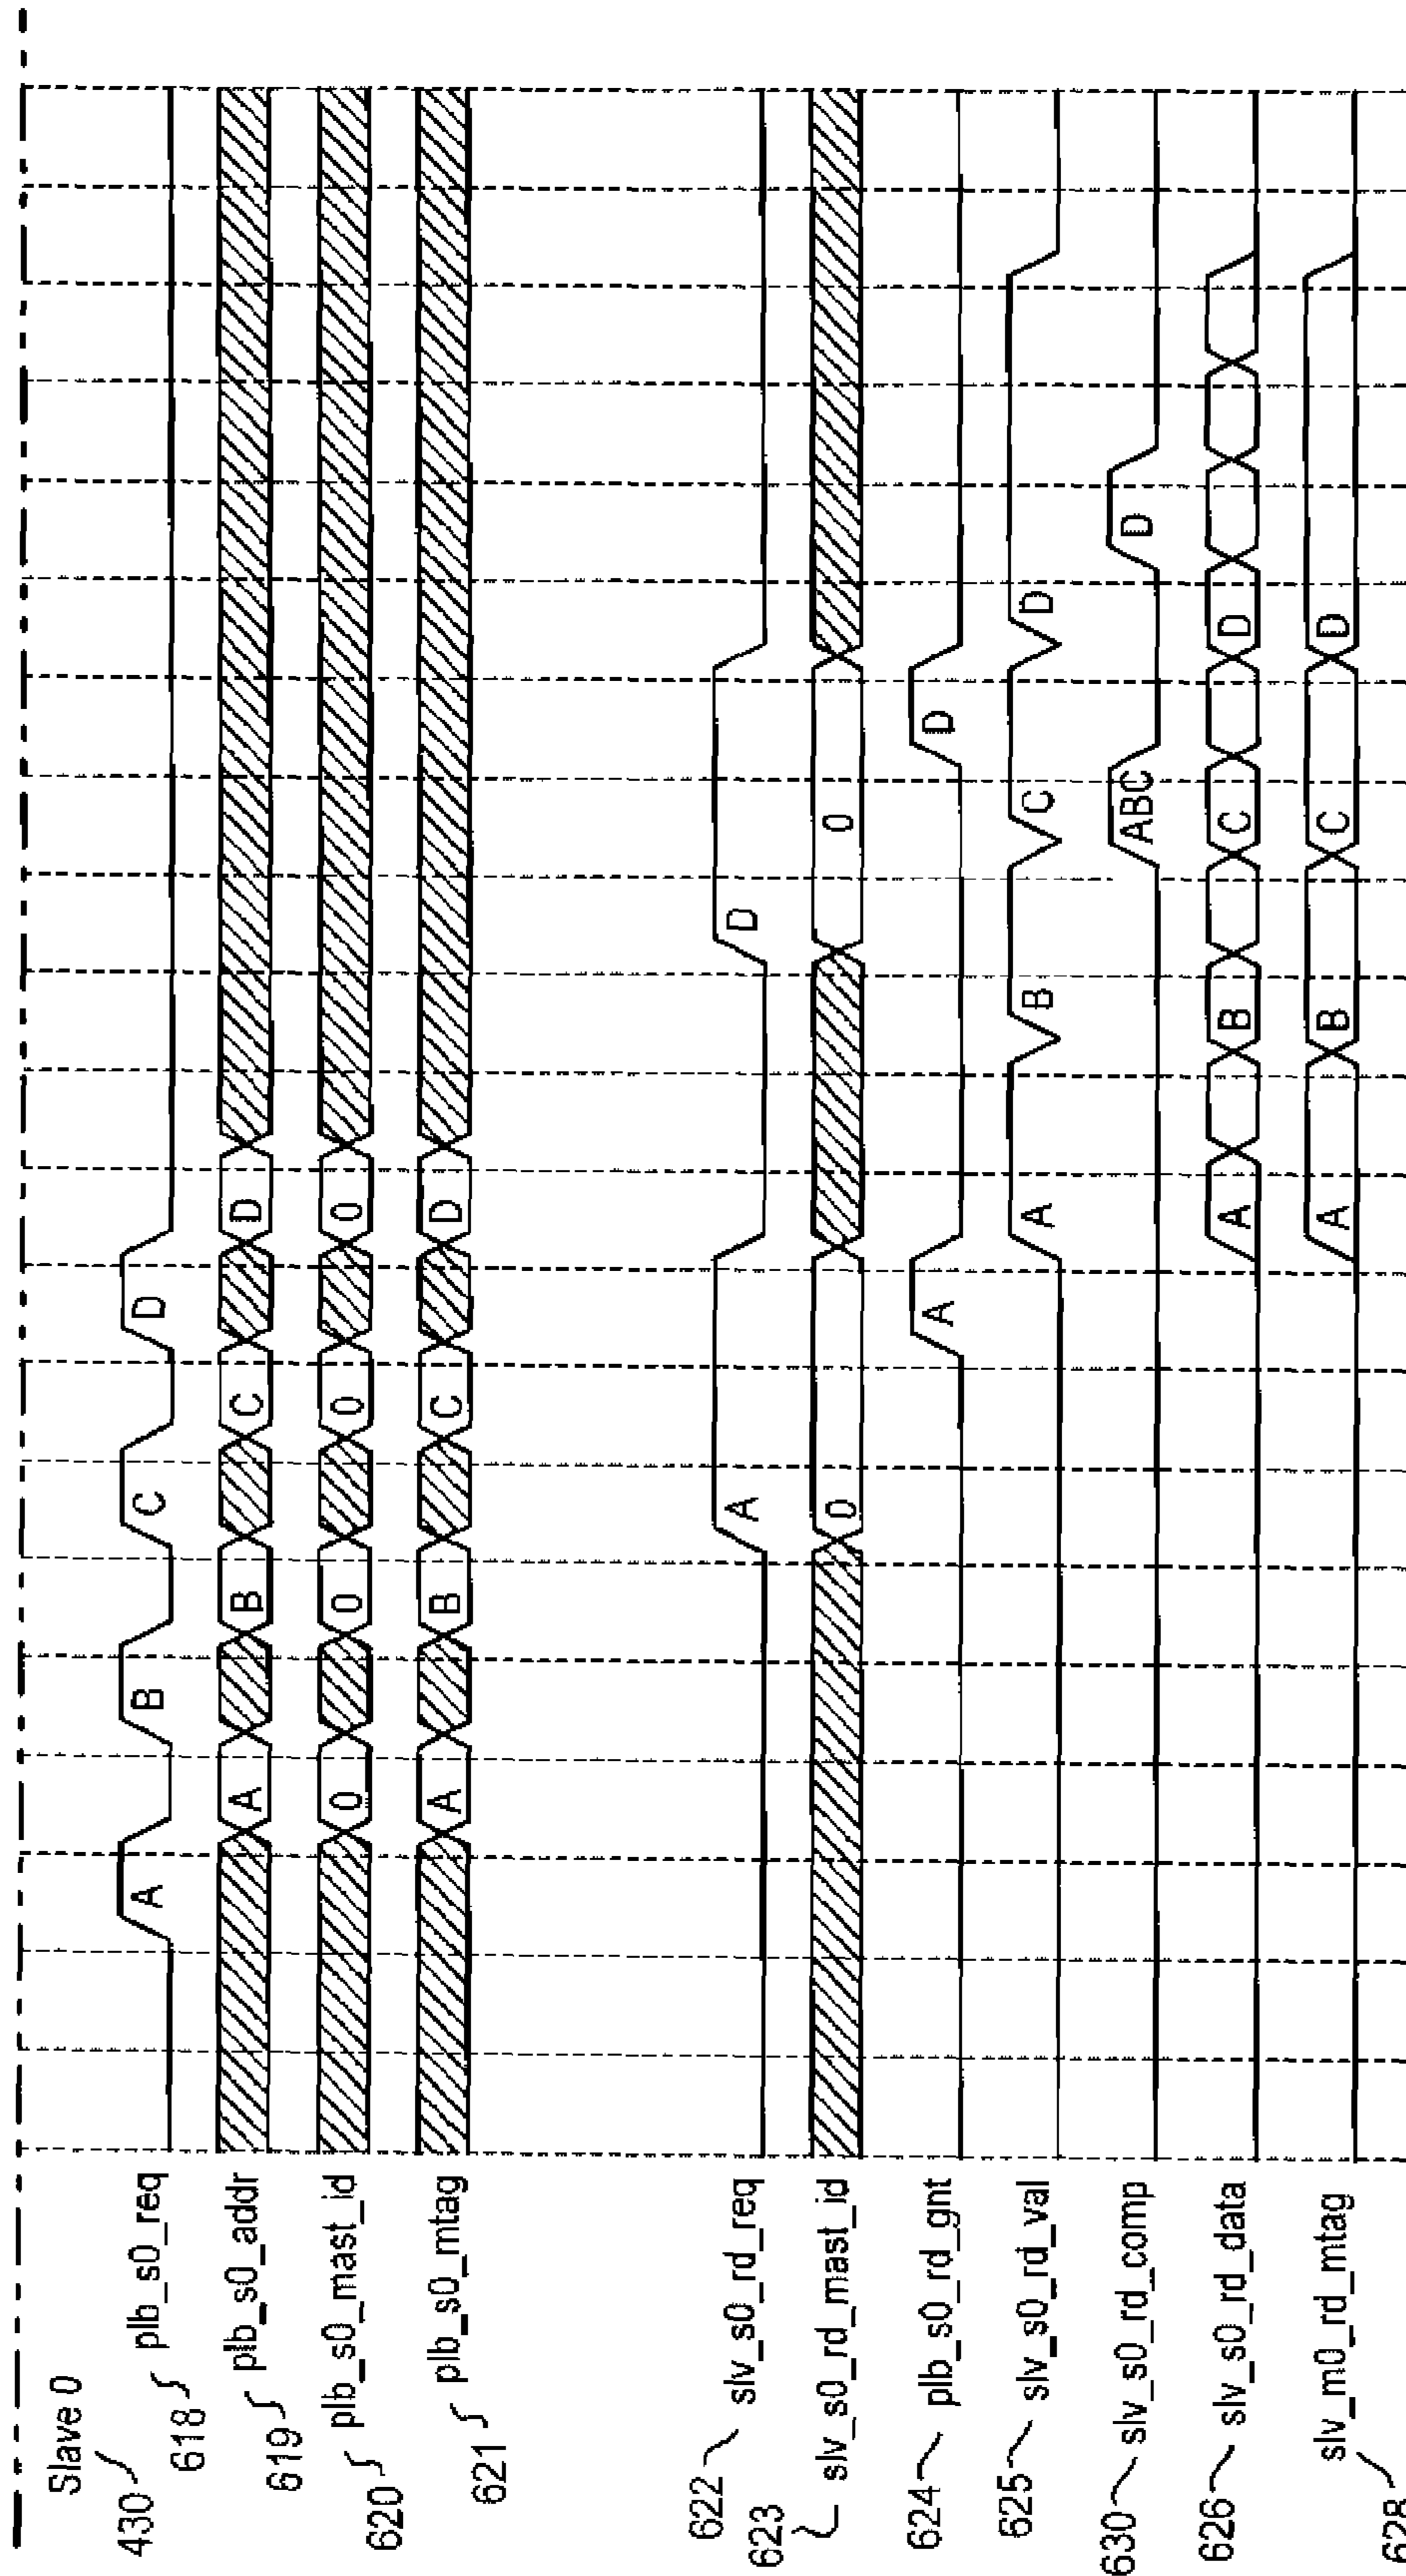 Slave 0
430
618 plb_s0_req A B C D
619 plb_s0_addr A B C D
620 plb_s0_mast_id 0 0 0 0
621 plb_s0_mtag A B C D
622 slv_s0_rd_req A D
623 slv_s0_rd_mast_id 0 0
624 plb_s0_rd_gnt A D
625 slv_s0_rd_val A B C D
630 slv_s0_rd_comp ABC D
626 slv_s0_rd_data A B C D
628 slv_m0_rd_mtag A B C D